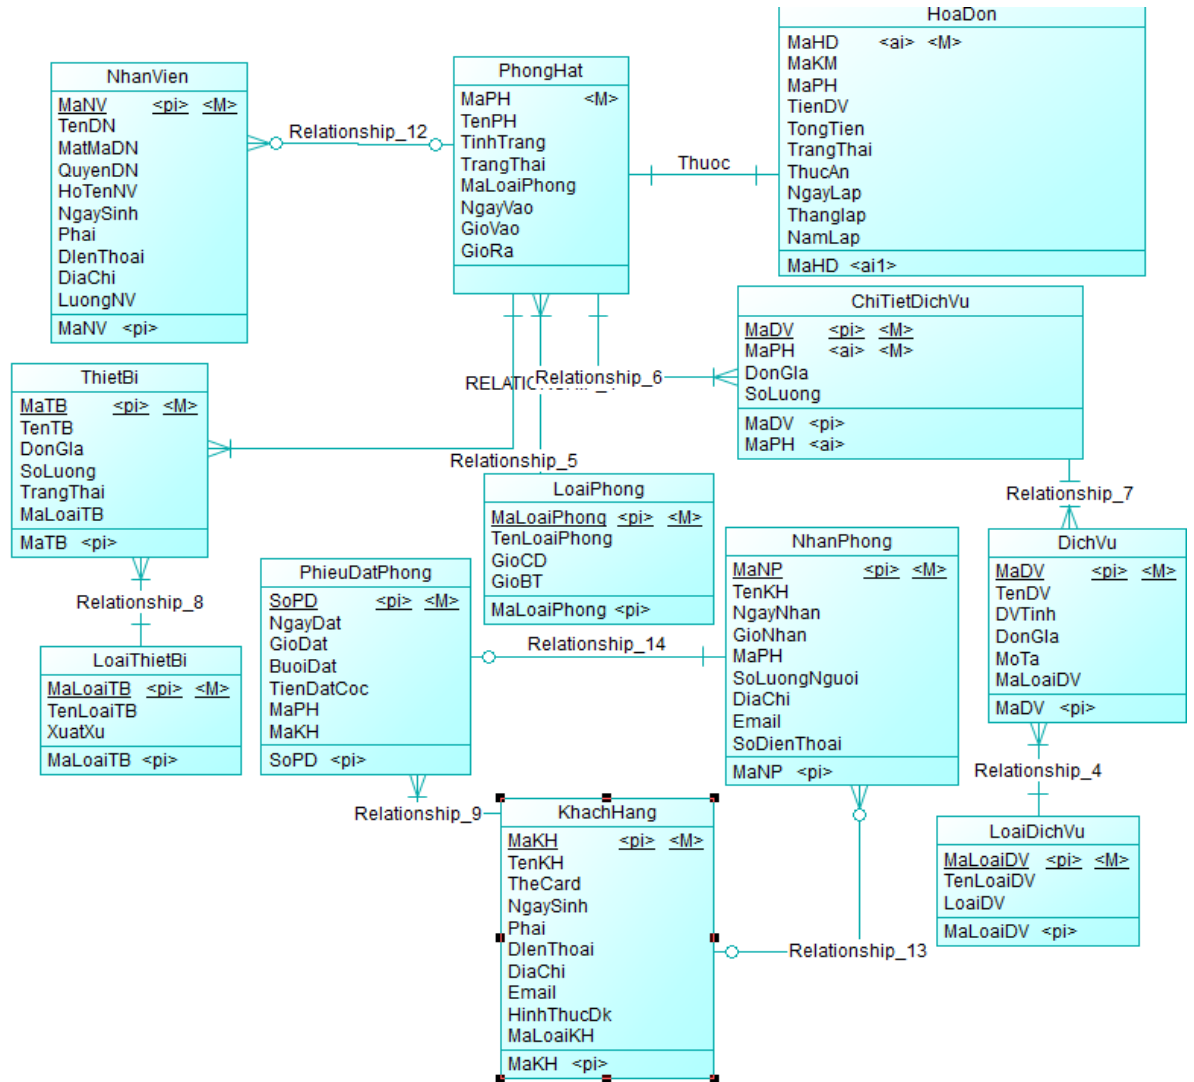 HoaDon
MaHD <ai> <M>
MaKM
MaPH
TienDV
TongTien
TrangThai
ThucAn
NgayLap
Thanglap
NamLap
MaHD <ai1>
NhanVien
MaNV <pi> <M>
TenDN
MatMaDN
QuyenDN
HoTenNV
NgaySinh
Phai
DIenThoai
DiaChi
LuongNV
MaNV <pi>
Relationship_12
PhongHat
MaPH <M>
TenPH
TinhTrang
TrangThai
MaLoaiPhong
NgayVao
GioVao
GioRa
Thuoc
ChiTietDichVu
MaDV <pi> <M>
MaPH <ai> <M>
DonGIa
SoLuong
MaDV <pi>
MaPH <ai>
ThietBi
MaTB <pi> <M>
TenTB
DonGIa
SoLuong
TrangThai
MaLoaiTB
MaTB <pi>
Relationship_6
Relationship_5
LoaiPhong
MaLoaiPhong <pi> <M>
TenLoaiPhong
GioCD
GioBT
MaLoaiPhong <pi>
Relationship_7
DichVu
MaDV <pi> <M>
TenDV
DVTinh
DonGIa
MoTa
MaLoaiDV
MaDV <pi>
NhanPhong
MaNP <pi> <M>
TenKH
NgayNhan
GioNhan
MaPH
SoLuongNguoi
DiaChi
Email
SoDienThoai
MaNP <pi>
PhieuDatPhong
SoPD <pi> <M>
NgayDat
GioDat
BuoiDat
TienDatCoc
MaPH
MaKH
SoPD <pi>
Relationship_14
Relationship_8
LoaiThietBi
MaLoaiTB <pi> <M>
TenLoaiTB
XuatXu
MaLoaiTB <pi>
Relationship_9
KhachHang
MaKH <pi> <M>
TenKH
TheCard
NgaySinh
Phai
DIenThoai
DiaChi
Email
HinhThucDk
MaLoaiKH
MaKH <pi>
Relationship_13
Relationship_4
LoaiDichVu
MaLoaiDV <pi> <M>
TenLoaiDV
LoaiDV
MaLoaiDV <pi>